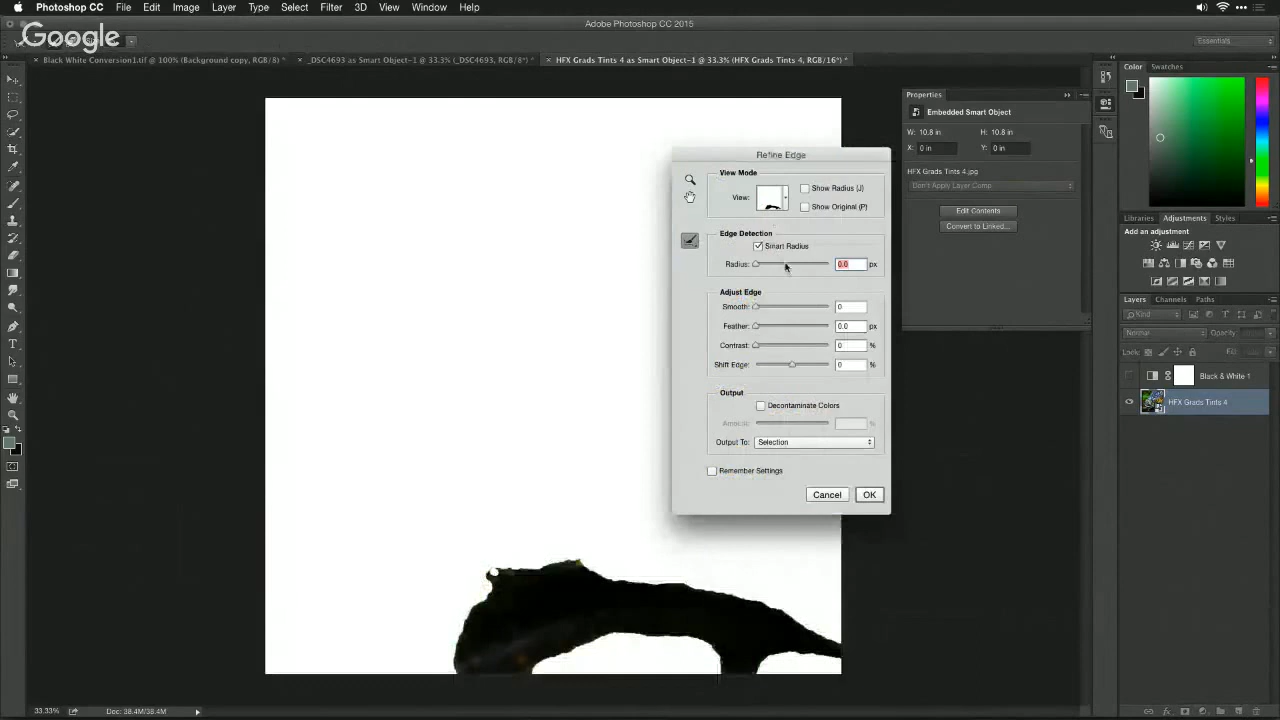 Photoshop CC File Edit Image Layer Type Select Filter 3D View Window Help
Adobe Photoshop CC 2015
Google
Essentials
Black White Conversion1.tif @ 100% (Background copy, RGB/8) *
_DSC4693 as Smart Object-1 @ 33.3% (_DSC4693, RGB/8*) *
HFX Grads Tints 4 as Smart Object-1 @ 33.3% (HFX Grads Tints 4, RGB/16*) *
Color Swatches
Properties
Embedded Smart Object
W: 10.8 in H: 10.8 in
X: 0 in Y: 0 in
HFX Grads Tints 4.jpg
Don't Apply Layer Comp
Edit Contents
Convert to Linked...
Refine Edge
View Mode
View:
Show Radius (J)
Show Original (P)
Edge Detection
Smart Radius
Radius: 0.0 px
Adjust Edge
Smooth: 0
Feather: 0.0 px
Contrast: 0 %
Shift Edge: 0 %
Output
Decontaminate Colors
Amount: %
Output To: Selection
Remember Settings
Cancel OK
Libraries Adjustments Styles
Add an adjustment
Layers Channels Paths
Kind
Normal Opacity:
Lock: Fill:
Black & White 1
HFX Grads Tints 4
33.33% Doc: 38.4M/38.4M